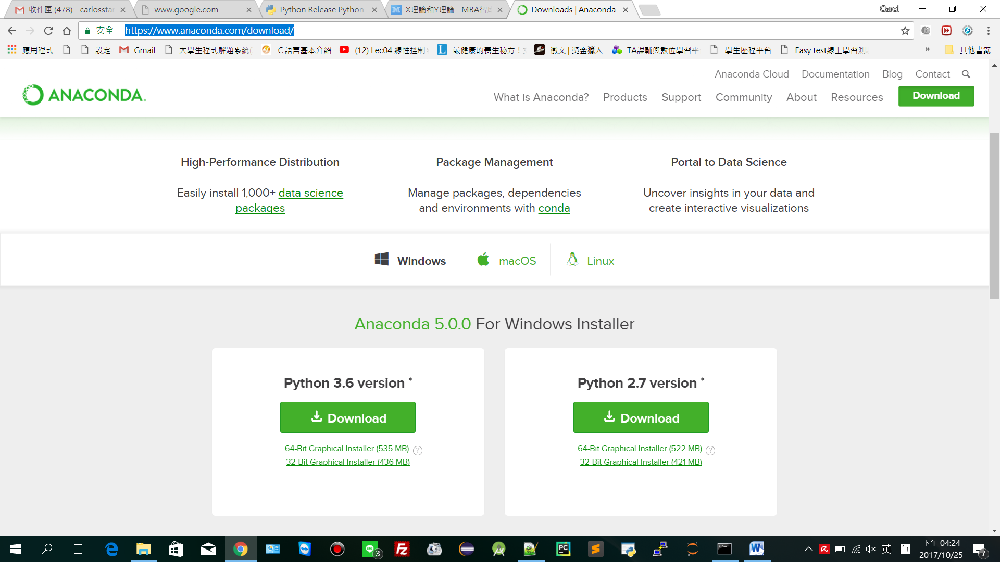 收件匣 (478) - carlossta
www.google.com
Python Release Python
X理論和Y理論 - MBA智
Downloads | Anaconda
Carol
安全
https://www.anaconda.com/download/
應用程式
設定
Gmail
大學生程式解題系統(
C 語言基本介紹
(12) Lec04 線性控制
最健康的養生秘方！
徵文 | 獎金獵人
TA課輔與數位學習平
學生歷程平台
Easy test線上學習測
»
其他書籤
Anaconda Cloud
Documentation
Blog
Contact
ANACONDA.
What is Anaconda?
Products
Support
Community
About
Resources
Download
High-Performance Distribution
Easily install 1,000+ data science
packages
Package Management
Manage packages, dependencies
and environments with conda
Portal to Data Science
Uncover insights in your data and
create interactive visualizations
Windows
macOS
Linux
Anaconda 5.0.0 For Windows Installer
Python 3.6 version *
Download
64-Bit Graphical Installer (535 MB) ?
32-Bit Graphical Installer (436 MB)
Python 2.7 version *
Download
64-Bit Graphical Installer (522 MB) ?
32-Bit Graphical Installer (421 MB)
3
英
ㄅ
下午 04:24
2017/10/25
7